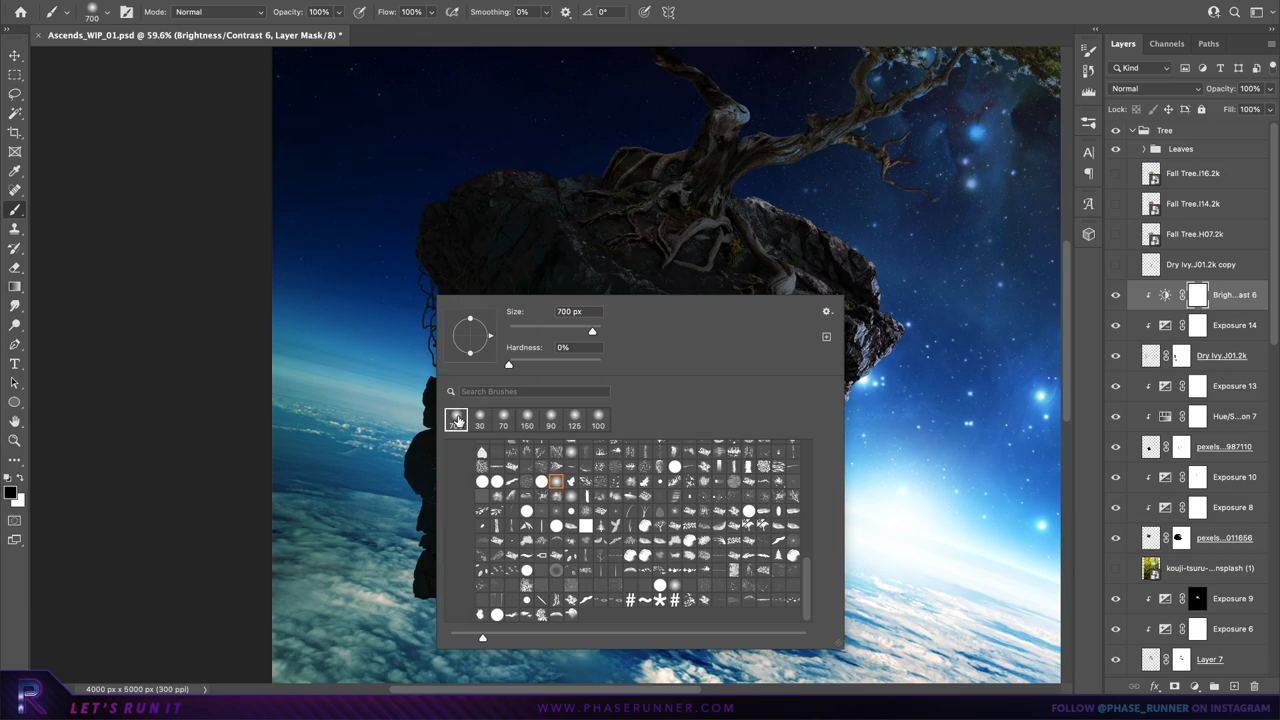 700
Mode: Normal
Opacity: 100%
Flow: 100%
Smoothing: 0%
0°
Ascends_WIP_01.psd @ 59.6% (Brightness/Contrast 6, Layer Mask/8) *
Layers
Channels
Paths
Kind
Normal
Opacity: 100%
Lock:
Fill: 100%
Tree
Leaves
Fall Tree.I16.2k
Fall Tree.I14.2k
Fall Tree.H07.2k
Dry Ivy.J01.2k copy
Brigh...ast 6
Exposure 14
Dry Ivy.J01.2k
Exposure 13
Hue/S...on 7
pexels...987110
Exposure 10
Exposure 8
pexels...011656
kouji-tsuru-...nsplash (1)
Exposure 9
Exposure 6
Layer 7
Size: 700 px
Hardness: 0%
Search Brushes
30
70
150
90
125
100
4000 px x 5000 px (300 ppi)
LET'S RUN IT
WWW.PHASERUNNER.COM
FOLLOW @PHASE_RUNNER ON INSTAGRAM